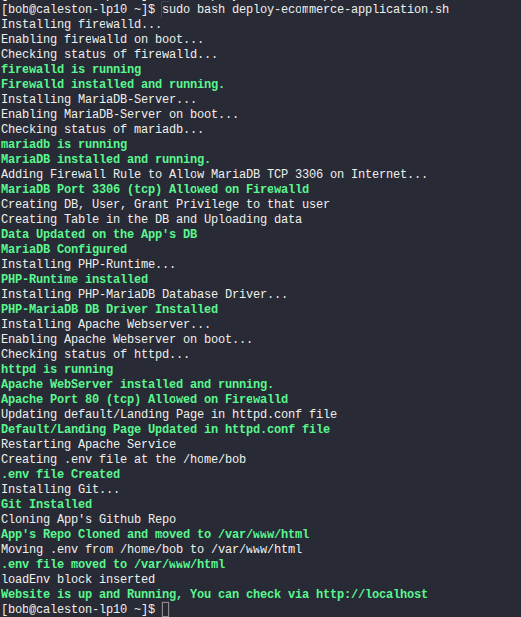 [bob@caleston-lp10 ~]$ sudo bash deploy-ecommerce-application.sh
Installing firewalld...
Enabling firewalld on boot...
Checking status of firewalld...
firewalld is running
Firewalld installed and running.
Installing MariaDB-Server...
Enabling MariaDB-Server on boot...
Checking status of mariadb...
mariadb is running
MariaDB installed and running.
Adding Firewall Rule to Allow MariaDB TCP 3306 on Internet...
MariaDB Port 3306 (tcp) Allowed on Firewalld
Creating DB, User, Grant Privilege to that user
Creating Table in the DB and Uploading data
Data Updated on the App's DB
MariaDB Configured
Installing PHP-Runtime...
PHP-Runtime installed
Installing PHP-MariaDB Database Driver...
PHP-MariaDB DB Driver Installed
Installing Apache Webserver...
Enabling Apache Webserver on boot...
Checking status of httpd...
httpd is running
Apache WebServer installed and running.
Apache Port 80 (tcp) Allowed on Firewalld
Updating default/Landing Page in httpd.conf file
Default/Landing Page Updated in httpd.conf file
Restarting Apache Service
Creating .env file at the /home/bob
.env file Created
Installing Git...
Git Installed
Cloning App's Github Repo
App's Repo Cloned and moved to /var/www/html
Moving .env from /home/bob to /var/www/html
.env file moved to /var/www/html
loadEnv block inserted
Website is up and Running, You can check via http://localhost
[bob@caleston-lp10 ~]$